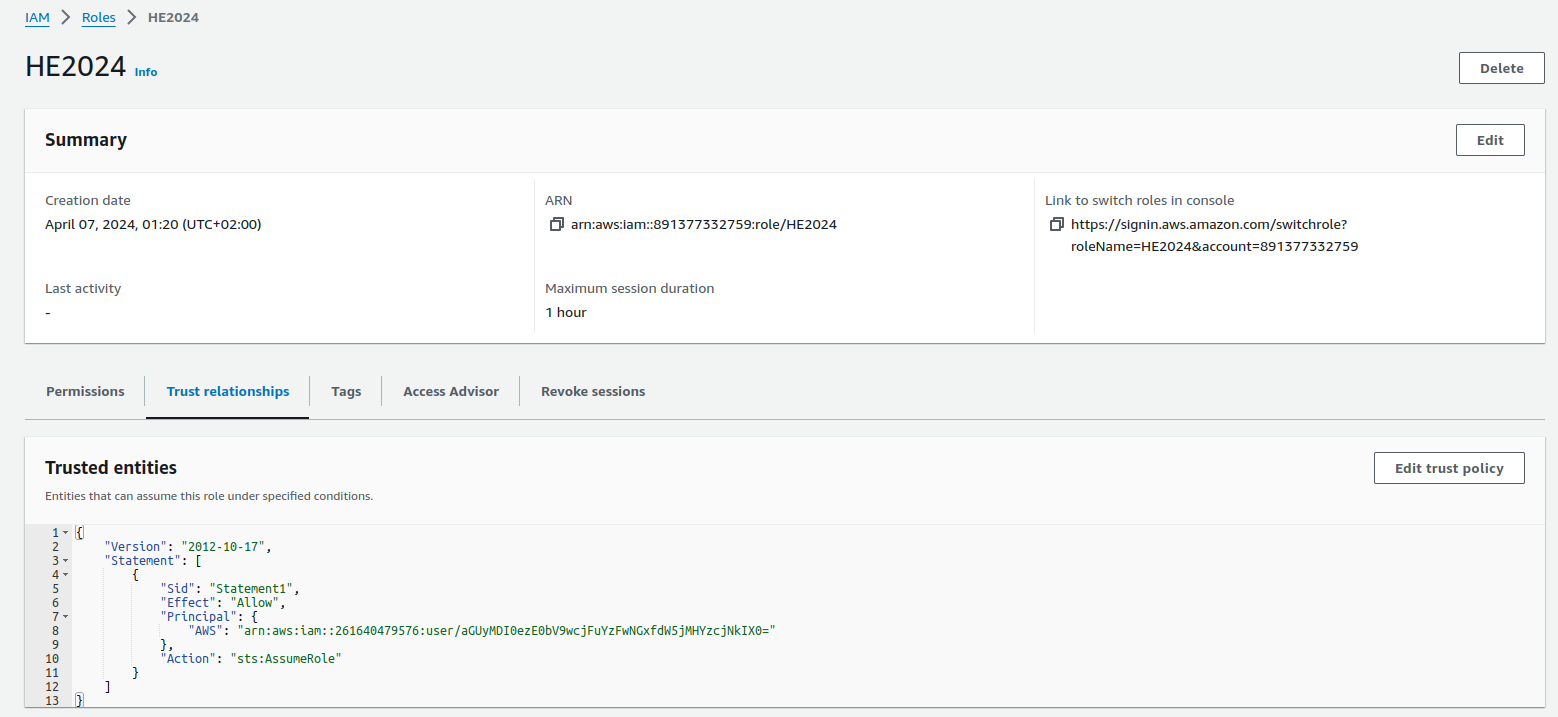 IAM > Roles > HE2024
HE2024 Info
Delete
Summary
Edit
Creation date
April 07, 2024, 01:20 (UTC+02:00)
ARN
arn:aws:iam::891377332759:role/HE2024
Link to switch roles in console
https://signin.aws.amazon.com/switchrole?
roleName=HE2024&account=891377332759
Last activity
-
Maximum session duration
1 hour
Permissions
Trust relationships
Tags
Access Advisor
Revoke sessions
Trusted entities
Edit trust policy
Entities that can assume this role under specified conditions.
1 {
2     "Version": "2012-10-17",
3     "Statement": [
4         {
5             "Sid": "Statement1",
6             "Effect": "Allow",
7             "Principal": {
8                 "AWS": "arn:aws:iam::261640479576:user/aGUyMDI0ezE0bV9wcjFuYzFwNGxfdW5jMHYzcjNkIX0="
9             },
10             "Action": "sts:AssumeRole"
11         }
12     ]
13 }